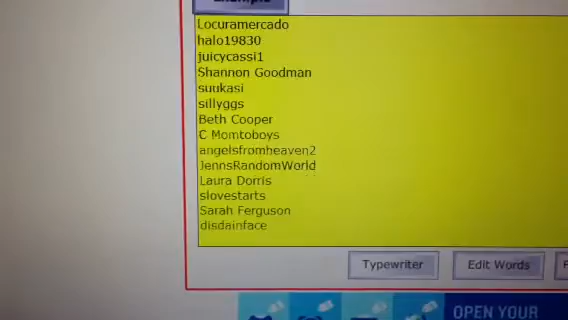 Example
Locuramercado
halo19830
juicycassi1
Shannon Goodman
suukasi
sillyggs
Beth Cooper
C Momtoboys
angelsfromheaven2
JennsRandomWorld
Laura Dorris
slovestarts
Sarah Ferguson
disdainface
Typewriter
Edit Words
OPEN YOUR